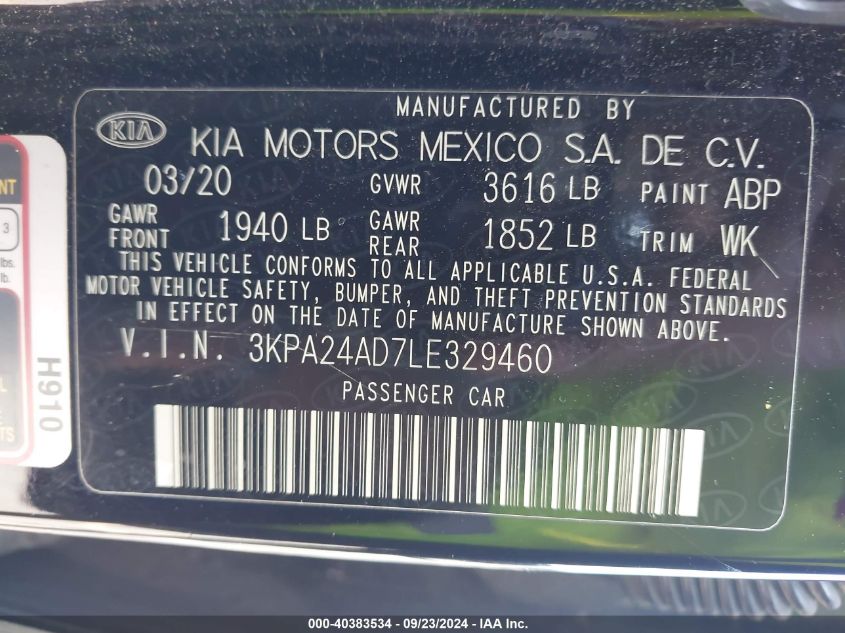 MANUFACTURED BY
KIA KIA MOTORS MEXICO S.A. DE C.V.
03/20 GVWR 3616 LB PAINT ABP
GAWR FRONT 1940 LB GAWR REAR 1852 LB TRIM WK
THIS VEHICLE CONFORMS TO ALL APPLICABLE U.S.A. FEDERAL
MOTOR VEHICLE SAFETY, BUMPER, AND THEFT PREVENTION STANDARDS
IN EFFECT ON THE DATE OF MANUFACTURE SHOWN ABOVE.
V.I.N. 3KPA24AD7LE329460
PASSENGER CAR
3
lbs.
lb.
H910
000-40383534 - 09/23/2024 - IAA Inc.